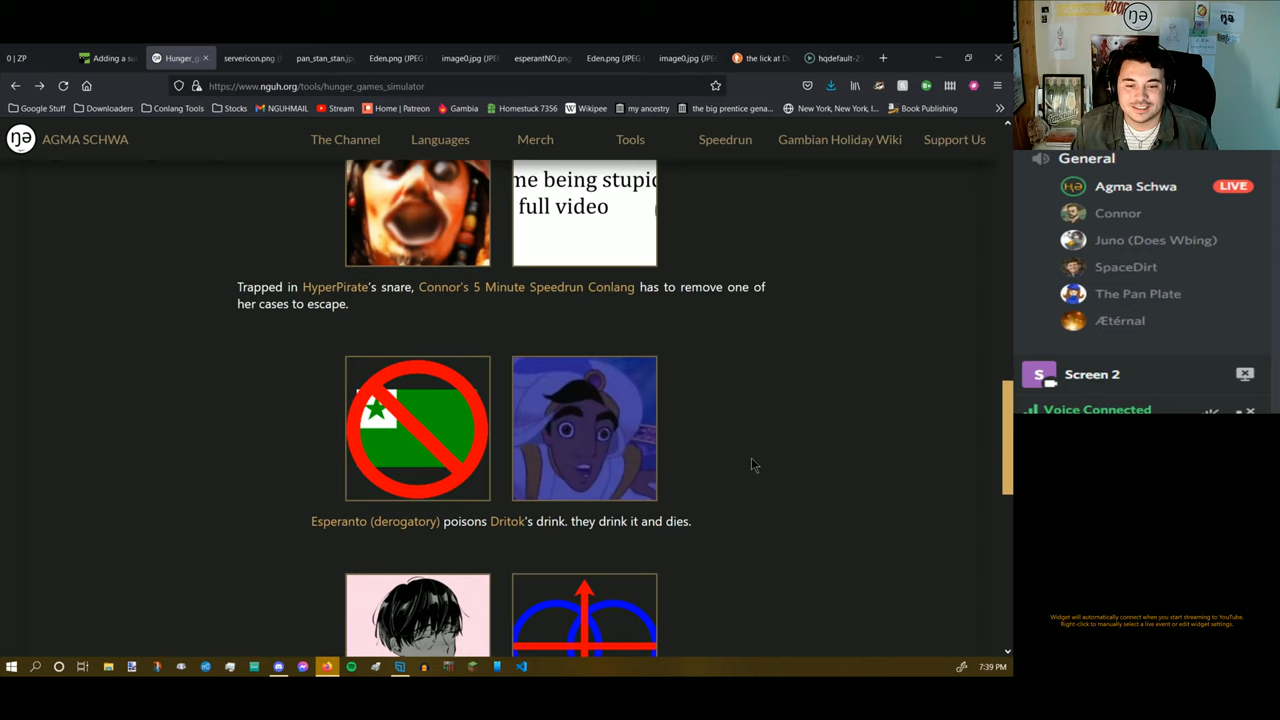 0 | ZP
Adding a su
Hunger_g
servericon.png (
pan_stan_stan.jp
Eden.png (JPEG
image0.jpg (JPE
esperantNO.png
Eden.png (JPEG
image0.jpg (JPE
the lick at Du
hqdefault-2
https://www.nguh.org/tools/hunger_games_simulator
Google Stuff
Downloaders
Conlang Tools
Stocks
NGUHMAIL
Stream
Home | Patreon
Gambia
Homestuck 7356
Wikipee
my ancestry
the big prentice gena...
New York, New York, ...
Book Publishing
ŋə AGMA SCHWA
The Channel
Languages
Merch
Tools
Speedrun
Gambian Holiday Wiki
Support Us
me being stupid
full video
Trapped in HyperPirate's snare, Connor's 5 Minute Speedrun Conlang has to remove one of
her cases to escape.
Esperanto (derogatory) poisons Dritok's drink. they drink it and dies.
7:39 PM
ŋə
General
Agma Schwa LIVE
Connor
Juno (Does Wbing)
SpaceDirt
The Pan Plate
Ætérnal
S Screen 2
Voice Connected
Widget will automatically connect when you start streaming to YouTube.
Right-click to manually select a live event or edit widget settings.